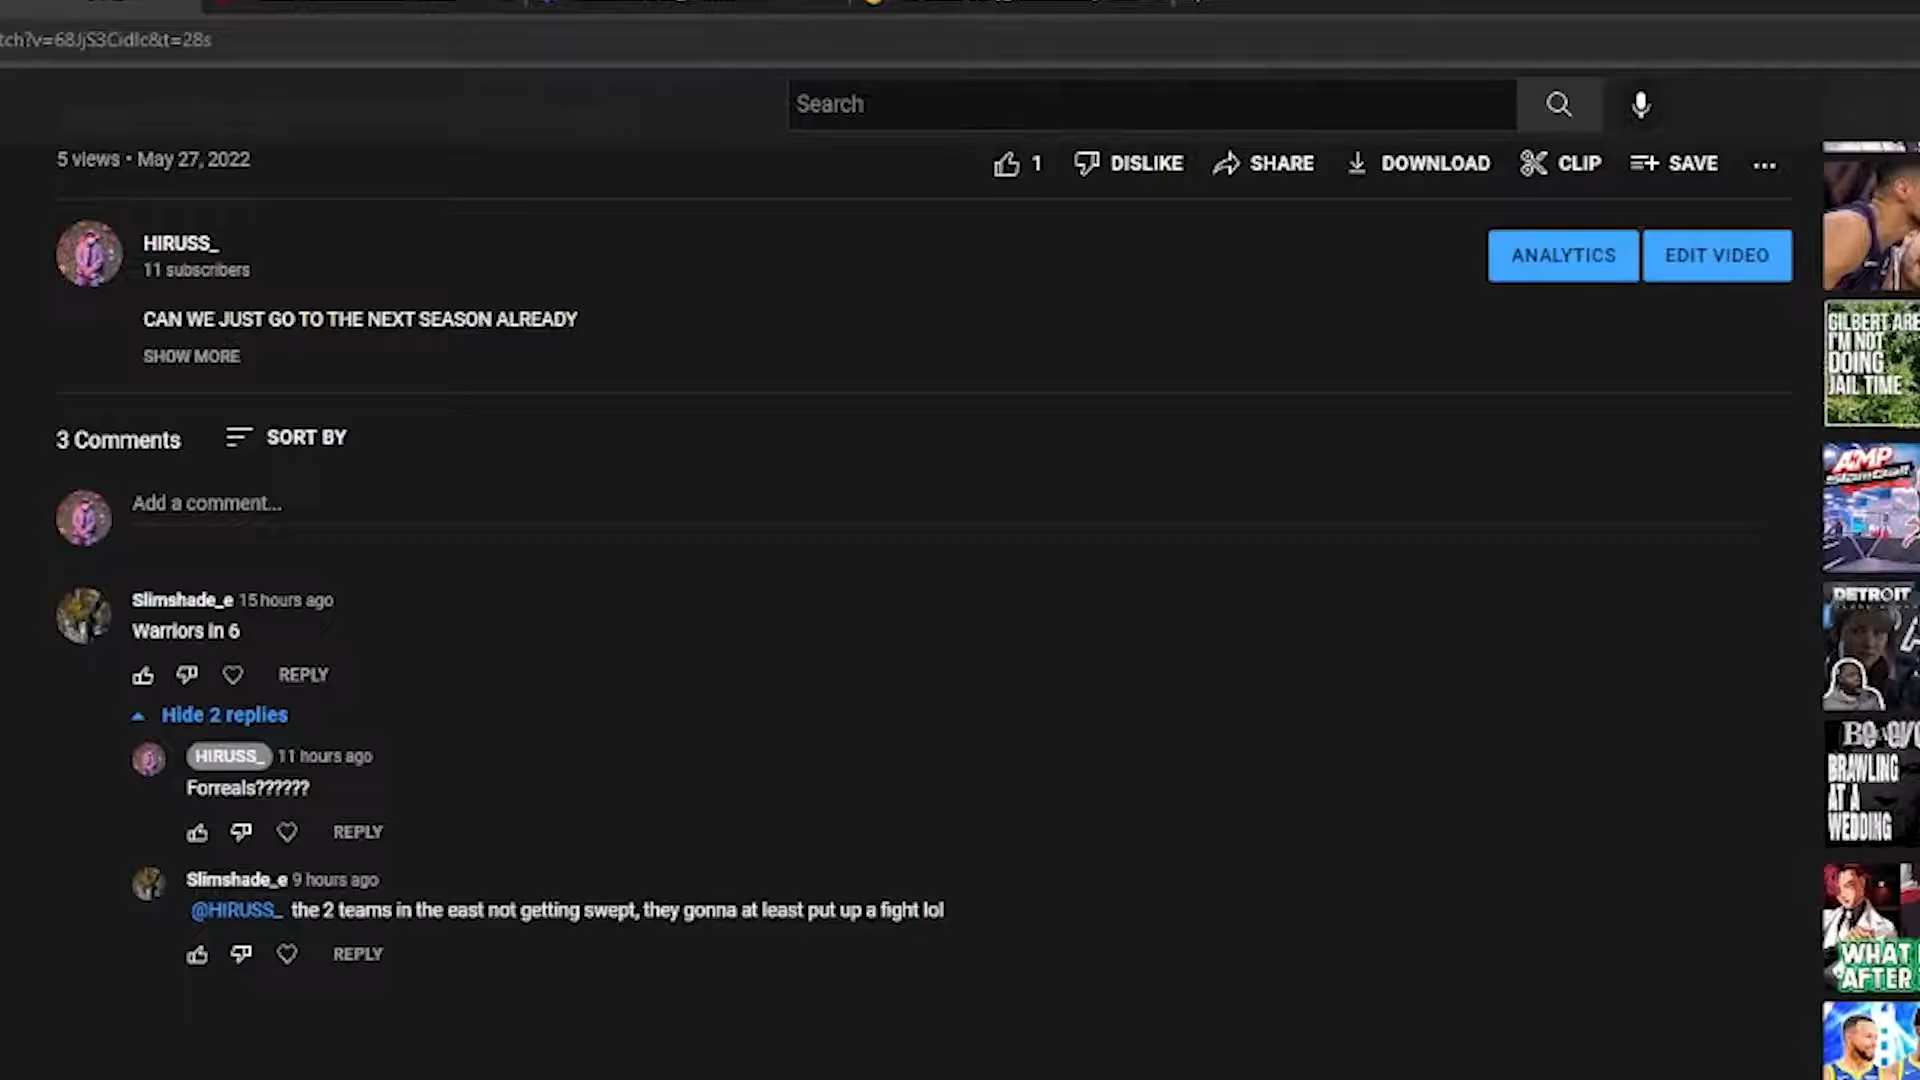 tch?v=68JjS3Cidlc&t=28s
Search
5 views • May 27, 2022
1 DISLIKE SHARE DOWNLOAD CLIP SAVE ...
HIRUSS_
11 subscribers
ANALYTICS EDIT VIDEO
CAN WE JUST GO TO THE NEXT SEASON ALREADY
SHOW MORE
3 Comments SORT BY
Add a comment...
Slimshade_e 15 hours ago
Warriors in 6
REPLY
Hide 2 replies
HIRUSS_ 11 hours ago
Forreals??????
REPLY
Slimshade_e 9 hours ago
@HIRUSS_ the 2 teams in the east not getting swept, they gonna at least put up a fight lol
REPLY
GILBERT ARE
I'M NOT
DOING
JAIL TIME
AMP
DETROIT
BRAWLING
AT A
WEDDING
WHAT
AFTER